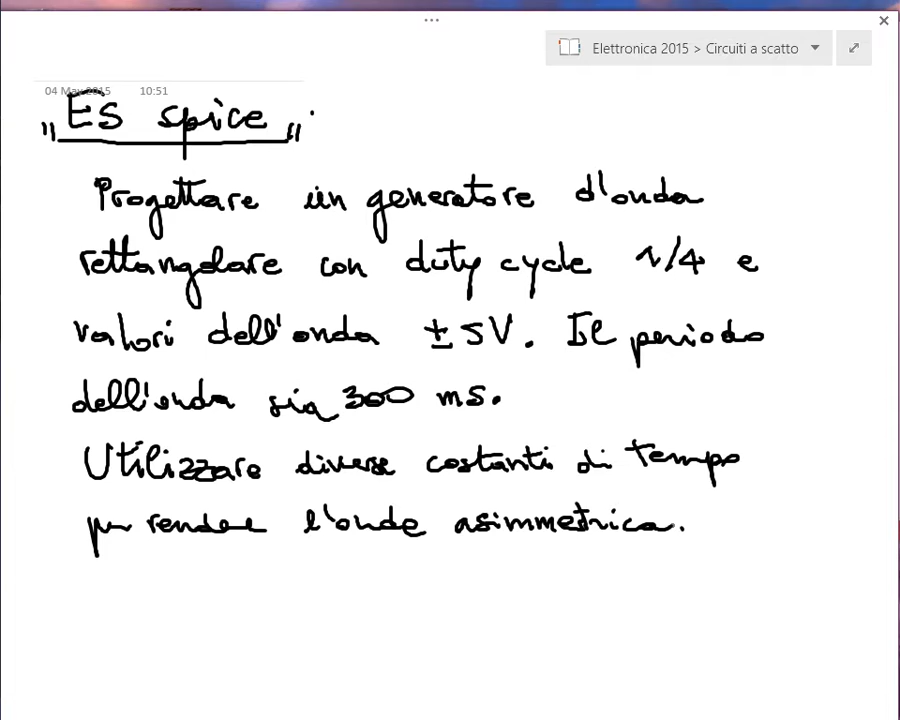 Elettronica 2015 > Circuiti a scatto
04 May 2015 10:51
"ES spice"
Progettare un generatore d'onda
rettangolare con duty cycle 1/4 e
valori dell'onda ±5V. Il periodo
dell'onda sia 300 ms.
Utilizzare diverse costanti di tempo
per rendere l'onda asimmetrica.